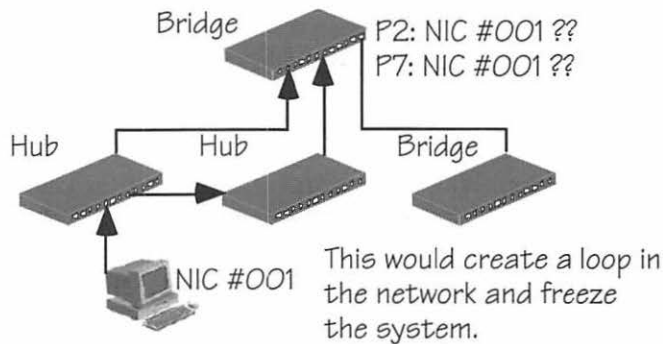 Bridge
P2: NIC #001 ??
P7: NIC #001 ??
Hub
Hub
Bridge
NIC #001
This would create a loop in
the network and freeze
the system.